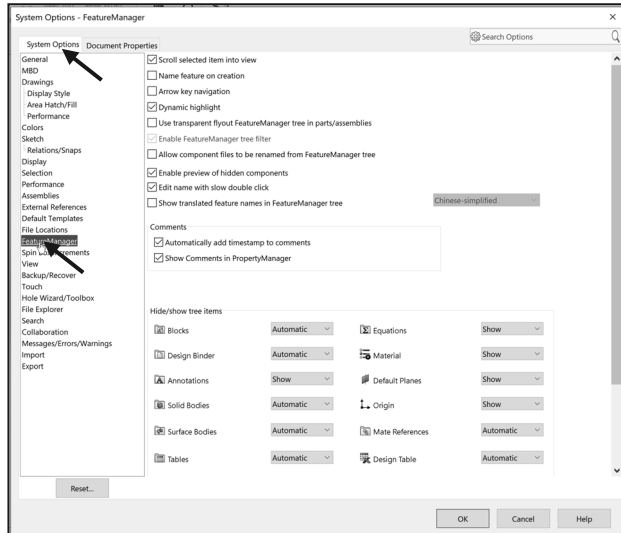 System Options - FeatureManager
Search Options
System Options
Document Properties
General
MBD
Drawings
Display Style
Area Hatch/Fill
Performance
Colors
Sketch
Relations/Snaps
Display
Selection
Performance
Assemblies
External References
Default Templates
File Locations
FeatureManager
Spin
View
Backup/Recover
Touch
Hole Wizard/Toolbox
File Explorer
Search
Collaboration
Messages/Errors/Warnings
Import
Export
Reset...
Scroll selected item into view
Name feature on creation
Arrow key navigation
Dynamic highlight
Use transparent flyout FeatureManager tree in parts/assemblies
Enable FeatureManager tree filter
Allow component files to be renamed from FeatureManager tree
Enable preview of hidden components
Edit name with slow double click
Show translated feature names in FeatureManager tree
Chinese-simplified
Comments
Automatically add timestamp to comments
Show Comments in PropertyManager
Hide/show tree items
Blocks Automatic Equations Show
Design Binder Automatic Material Show
Annotations Show Default Planes Show
Solid Bodies Automatic Origin Show
Surface Bodies Automatic Mate References Automatic
Tables Automatic Design Table Automatic
OK Cancel Help